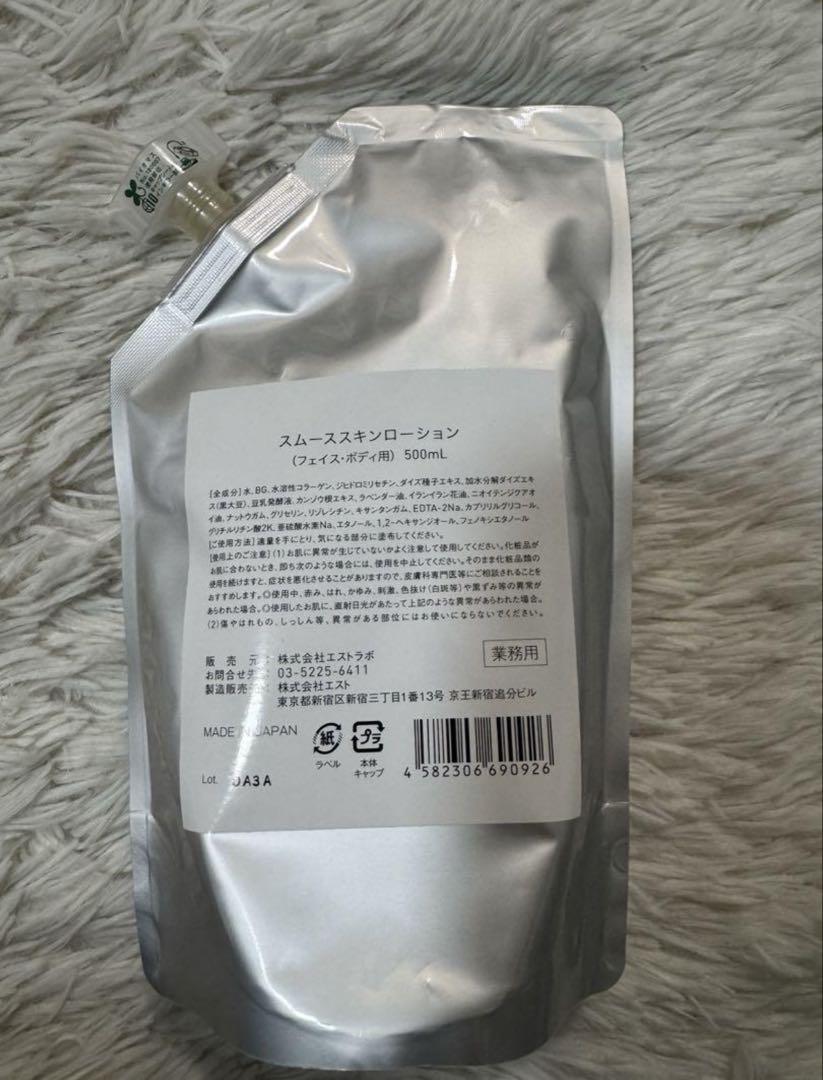 スムーススキンローション
(フェイス・ボディ用) 500mL
[全成分]水、BG、水溶性コラーゲン、ジヒドロミリセチン、ダイズ種子エキス、加水分解ダイズエキ
ス(黒大豆)、豆乳発酵液、カンゾウ根エキス、ラベンダー油、イランイラン花油、ニオイテンジクアオ
イ油、ナットウガム、グリセリン、リゾレシチン、キサンタンガム、EDTA-2Na、カプリリルグリコール、
グリチルリチン酸2K、亜硫酸水素Na、エタノール、1,2-ヘキサンジオール、フェノキシエタノール
[ご使用方法]適量を手にとり、気になる部分に塗布してください。
[使用上のご注意](1)お肌に異常が生じていないかよく注意して使用してください。化粧品が
お肌に合わないとき、即ち次のような場合には、使用を中止してください。そのまま化粧品類の
使用を続けますと、症状を悪化させることがありますので、皮膚科専門医等にご相談されることを
おすすめします。◎使用中、赤み、はれ、かゆみ、刺激、色抜け(白斑等)や黒ずみ等の異常が
あらわれた場合。◎使用したお肌に、直射日光があたって上記のような異常があらわれた場合。
(2)傷やはれもの、しっしん等、異常がある部位にはお使いにならないでください。
販売元: 株式会社エストラボ
お問合せ先: 03-5225-6411
業務用
製造販売元: 株式会社エスト
東京都新宿区新宿三丁目1番13号 京王新宿追分ビル
MADE IN JAPAN
紙
プラ
ラベル
本体
キャップ
4 582306 690926
Lot. JA3A